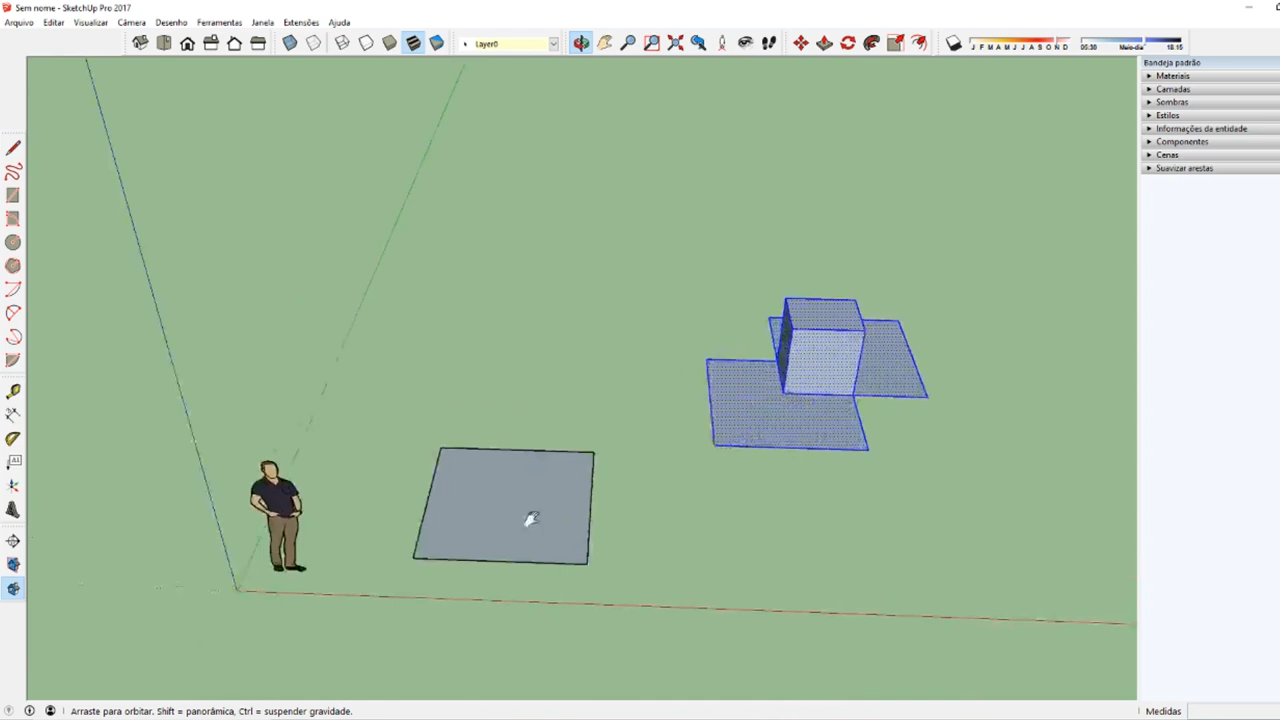 Sem nome - SketchUp Pro 2017
Arquivo Editar Visualizar Câmera Desenho Ferramentas Janela Extensões Ajuda
Layer0
J F M A M J J A S O N D
05:30 Meio-dia 18:15
Bandeja padrão
Materiais
Camadas
Sombras
Estilos
Informações da entidade
Componentes
Cenas
Suavizar arestas
A1
Arraste para orbitar. Shift = panorâmica, Ctrl = suspender gravidade.
Medidas